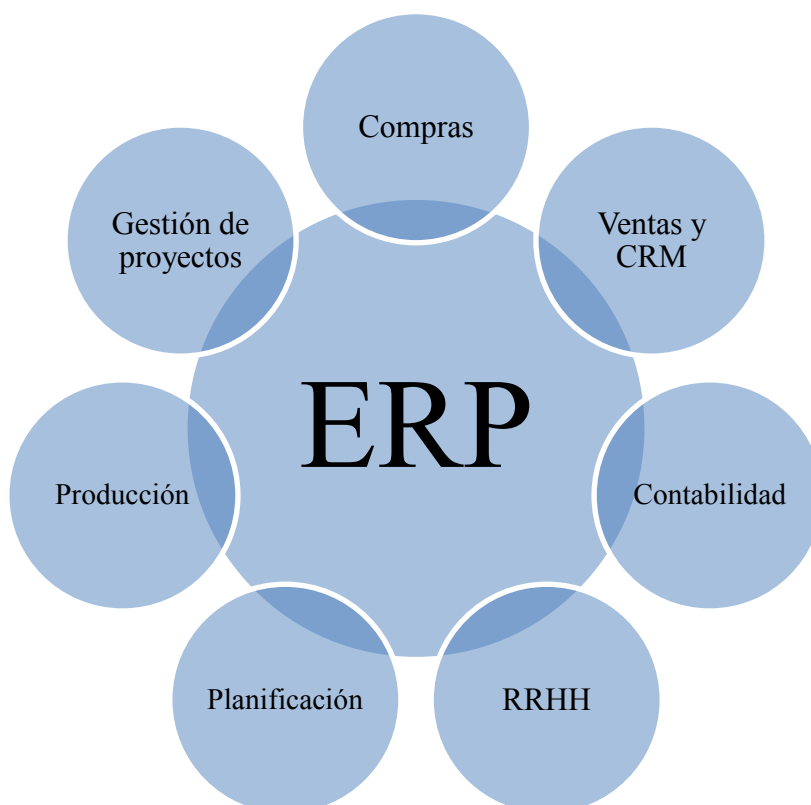 Compras
Ventas y
CRM
Contabilidad
RRHH
Planificación
Producción
Gestión de
proyectos
ERP